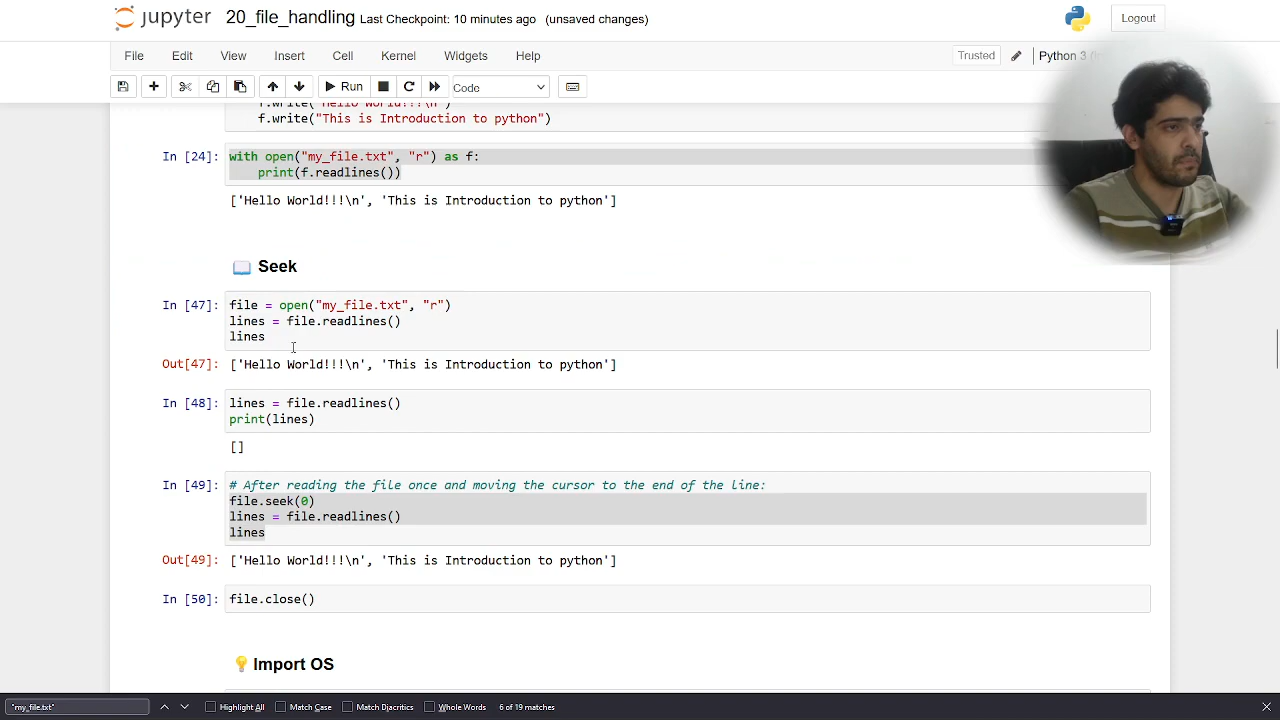 jupyter 20_file_handling Last Checkpoint: 10 minutes ago (unsaved changes) Logout
File Edit View Insert Cell Kernel Widgets Help Trusted Python 3
Run Code
f.write("Hello World!!!\n")
f.write("This is Introduction to python")
In [24]: with open("my_file.txt", "r") as f:
print(f.readlines())
['Hello World!!!\n', 'This is Introduction to python']
Seek
In [47]: file = open("my_file.txt", "r")
lines = file.readlines()
lines
Out[47]: ['Hello World!!!\n', 'This is Introduction to python']
In [48]: lines = file.readlines()
print(lines)
[]
In [49]: # After reading the file once and moving the cursor to the end of the line:
file.seek(0)
lines = file.readlines()
lines
Out[49]: ['Hello World!!!\n', 'This is Introduction to python']
In [50]: file.close()
Import OS
"my_file.txt" Highlight All Match Case Match Diacritics Whole Words 6 of 19 matches